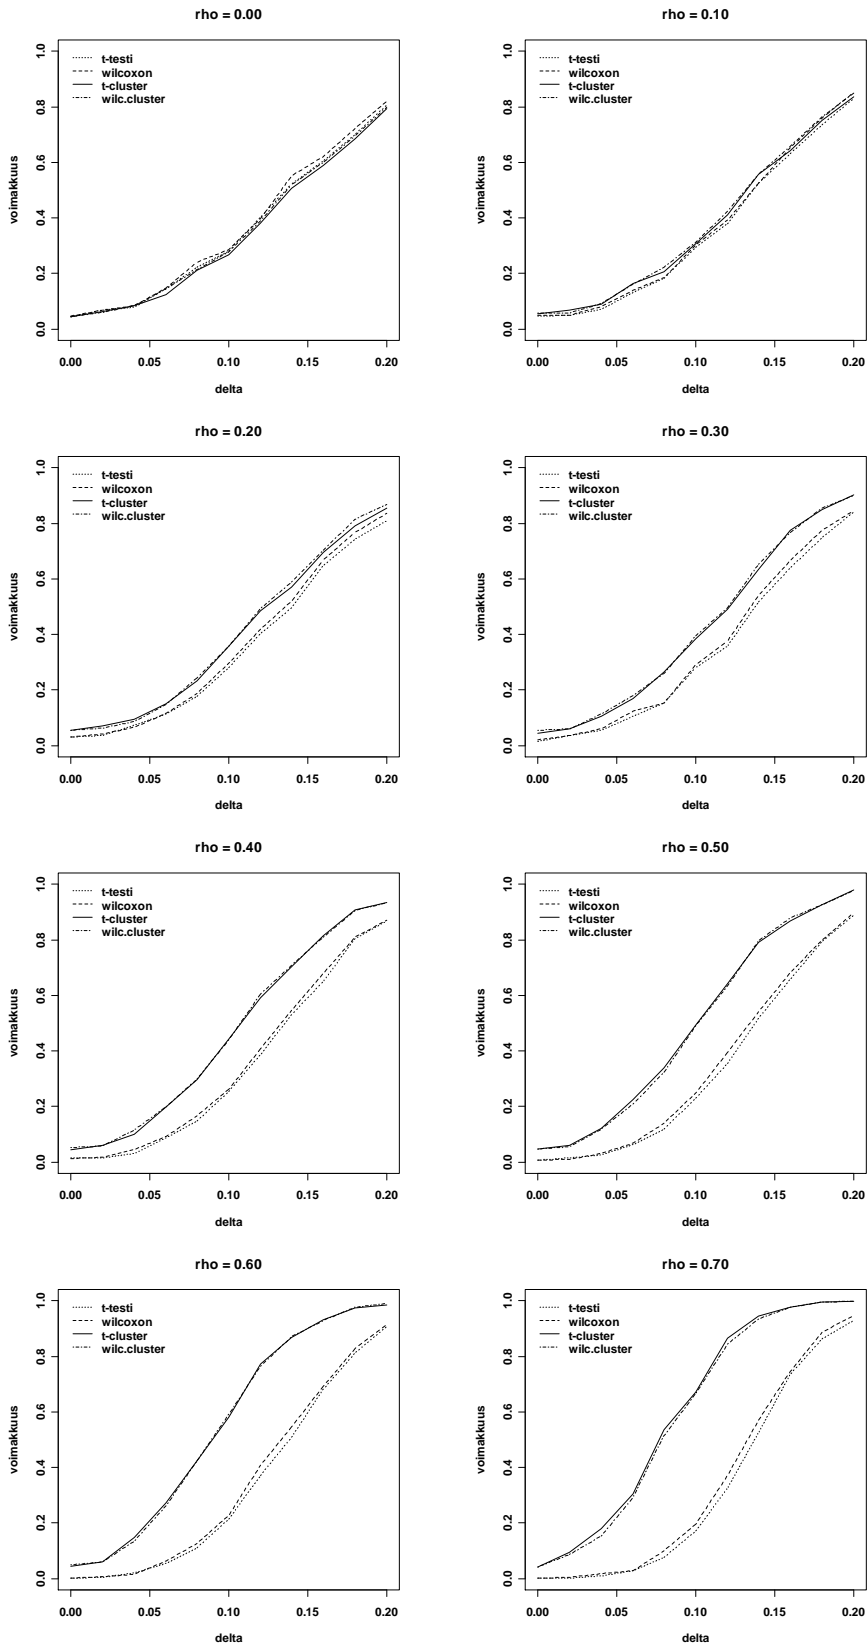 rho = 0.00
t-testi
wilcoxon
t-cluster
wilc.cluster
voimakkuus
1.0
0.8
0.6
0.4
0.2
0.0
0.00 0.05 0.10 0.15 0.20
delta
rho = 0.10
t-testi
wilcoxon
t-cluster
wilc.cluster
voimakkuus
1.0
0.8
0.6
0.4
0.2
0.0
0.00 0.05 0.10 0.15 0.20
delta
rho = 0.20
t-testi
wilcoxon
t-cluster
wilc.cluster
voimakkuus
1.0
0.8
0.6
0.4
0.2
0.0
0.00 0.05 0.10 0.15 0.20
delta
rho = 0.30
t-testi
wilcoxon
t-cluster
wilc.cluster
voimakkuus
1.0
0.8
0.6
0.4
0.2
0.0
0.00 0.05 0.10 0.15 0.20
delta
rho = 0.40
t-testi
wilcoxon
t-cluster
wilc.cluster
voimakkuus
1.0
0.8
0.6
0.4
0.2
0.0
0.00 0.05 0.10 0.15 0.20
delta
rho = 0.50
t-testi
wilcoxon
t-cluster
wilc.cluster
voimakkuus
1.0
0.8
0.6
0.4
0.2
0.0
0.00 0.05 0.10 0.15 0.20
delta
rho = 0.60
t-testi
wilcoxon
t-cluster
wilc.cluster
voimakkuus
1.0
0.8
0.6
0.4
0.2
0.0
0.00 0.05 0.10 0.15 0.20
delta
rho = 0.70
t-testi
wilcoxon
t-cluster
wilc.cluster
voimakkuus
1.0
0.8
0.6
0.4
0.2
0.0
0.00 0.05 0.10 0.15 0.20
delta